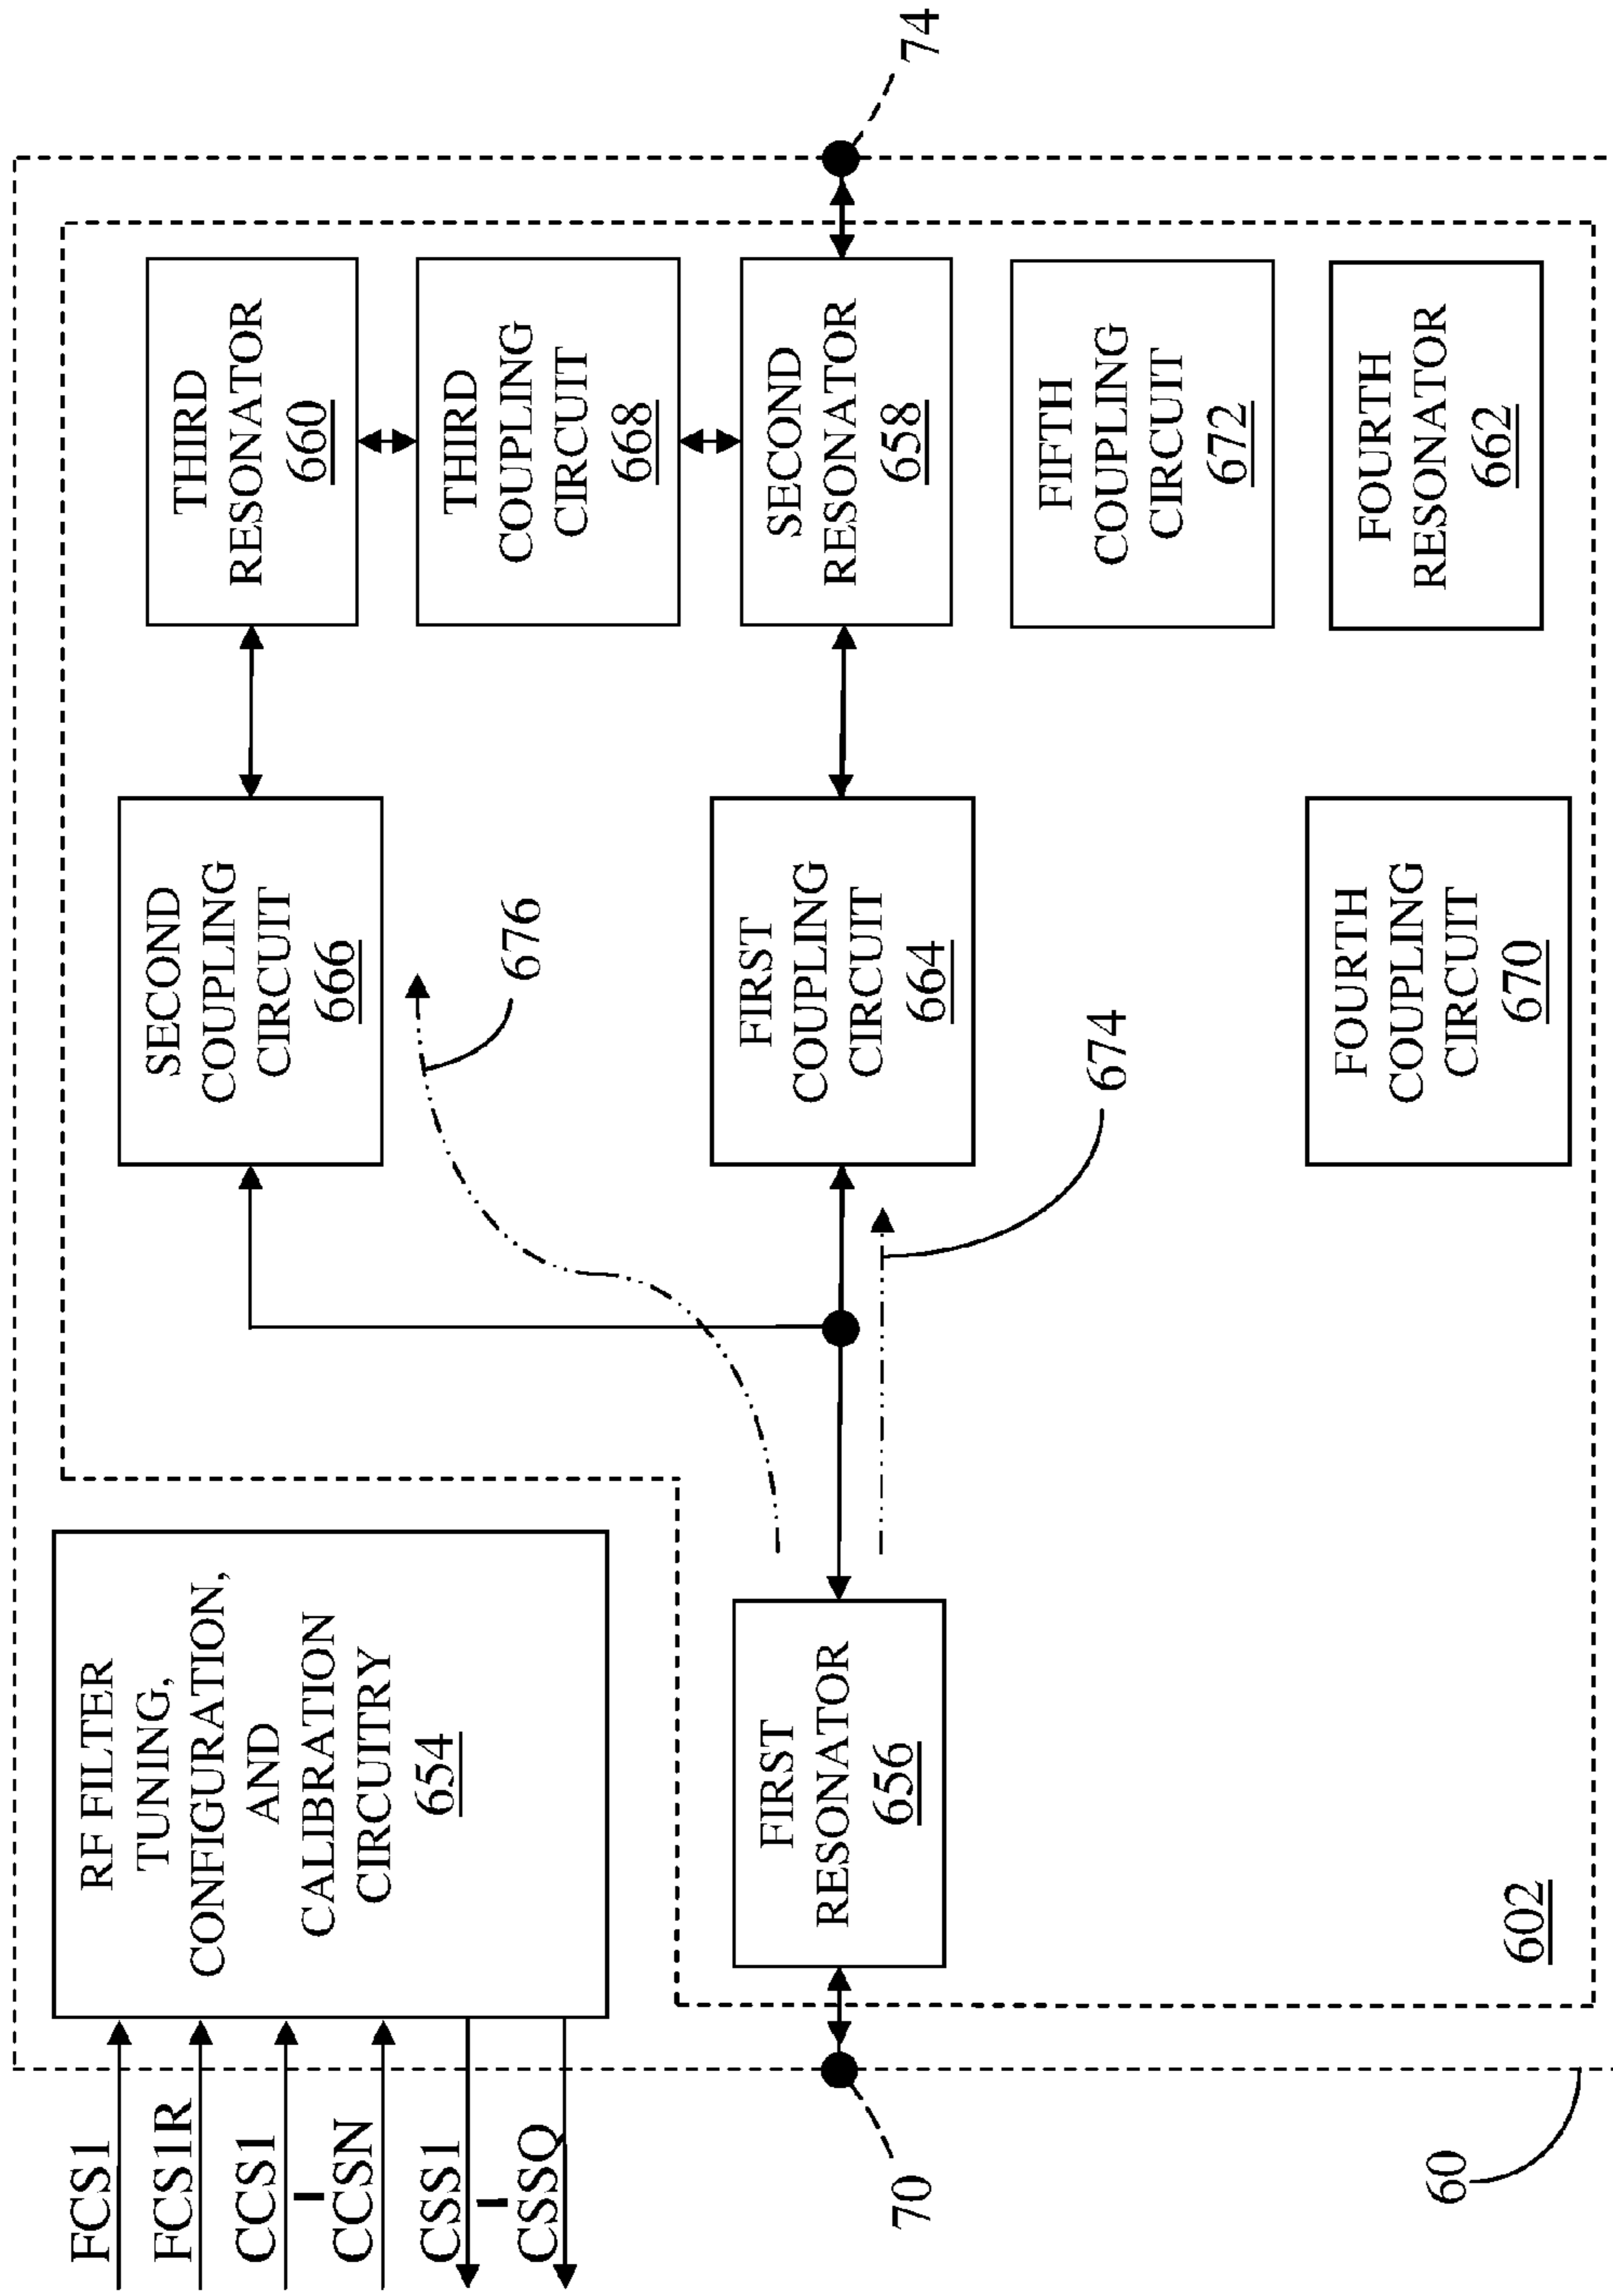 FCS1
FCS1R
CCS1
CCSN
CSS1
CSSQ
RF FILTER
TUNING,
CONFIGURATION,
AND
CALIBRATION
CIRCUITRY
654
SECOND
COUPLING
CIRCUIT
666
THIRD
RESONATOR
660
676
THIRD
COUPLING
CIRCUIT
668
70
FIRST
RESONATOR
656
FIRST
COUPLING
CIRCUIT
664
SECOND
RESONATOR
658
74
674
FIFTH
COUPLING
CIRCUIT
672
60
602
FOURTH
COUPLING
CIRCUIT
670
FOURTH
RESONATOR
662